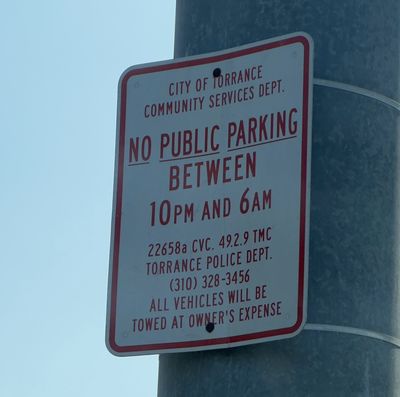 CITY OF TORRANCE
COMMUNITY SERVICES DEPT.
NO PUBLIC PARKING
BETWEEN
10PM AND 6AM
22658a CVC. 49.2.9 TMC
TORRANCE POLICE DEPT.
(310) 328-3456
ALL VEHICLES WILL BE
TOWED AT OWNER'S EXPENSE